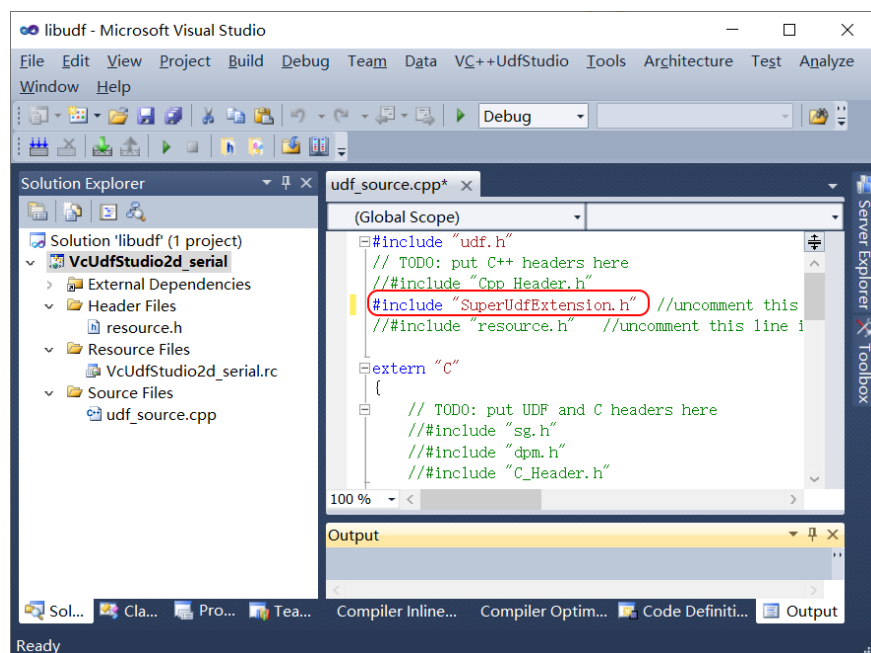 libudf - Microsoft Visual Studio
File Edit View Project Build Debug Team Data VC++UdfStudio Tools Architecture Test Analyze
Window Help
Debug
Solution Explorer
udf_source.cpp*
(Global Scope)
Solution 'libudf' (1 project)
VcUdfStudio2d_serial
External Dependencies
Header Files
resource.h
Resource Files
VcUdfStudio2d_serial.rc
Source Files
udf_source.cpp
#include "udf.h"
// TODO: put C++ headers here
//#include "Cpp_Header.h"
#include "SuperUdfExtension.h" //uncomment this
//#include "resource.h" //uncomment this line i
extern "C"
{
// TODO: put UDF and C headers here
//#include "sg.h"
//#include "dpm.h"
//#include "C_Header.h"
100 %
Output
Server Explorer
Toolbox
Sol... Cla... Pro... Tea...
Compiler Inline... Compiler Optim... Code Definiti... Output
Ready